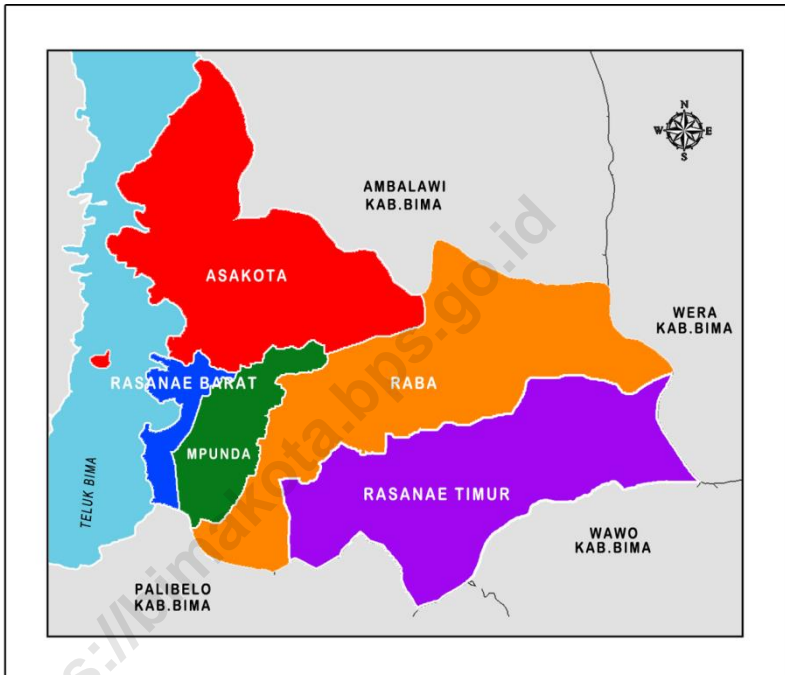 N
W E
S
AMBALAWI
KAB.BIMA
ASAKOTA
WERA
KAB.BIMA
RASANAE BARAT
RABA
MPUNDA
TELUK BIMA
RASANAE TIMUR
WAWO
KAB.BIMA
PALIBELO
KAB.BIMA
s://bimakota.bps.go.id